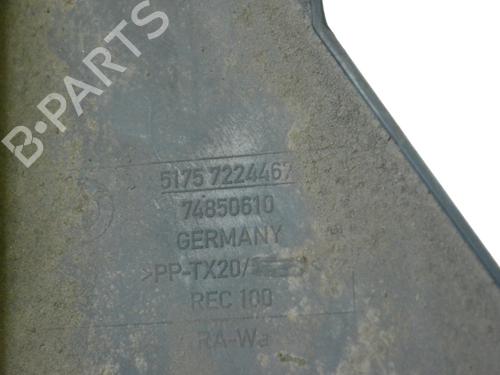 B·PARTS
5175 7224467
74850610
GERMANY
>PP-TX20/
REC 100
RA-Wa